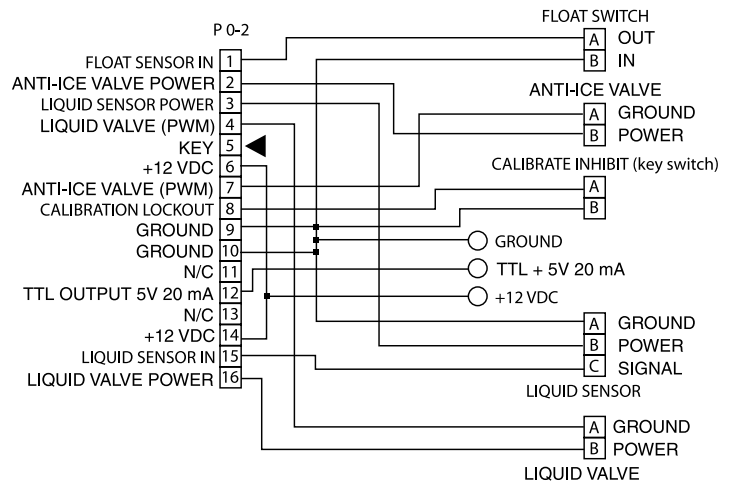 P 0-2
FLOAT SENSOR IN 1
ANTI-ICE VALVE POWER 2
LIQUID SENSOR POWER 3
LIQUID VALVE (PWM) 4
KEY 5
+12 VDC 6
ANTI-ICE VALVE (PWM) 7
CALIBRATION LOCKOUT 8
GROUND 9
GROUND 10
N/C 11
TTL OUTPUT 5V 20 mA 12
N/C 13
+12 VDC 14
LIQUID SENSOR IN 15
LIQUID VALVE POWER 16
FLOAT SWITCH
A OUT
B IN
ANTI-ICE VALVE
A GROUND
B POWER
CALIBRATE INHIBIT (key switch)
A
B
GROUND
TTL + 5V 20 mA
+12 VDC
A GROUND
B POWER
C SIGNAL
LIQUID SENSOR
A GROUND
B POWER
LIQUID VALVE